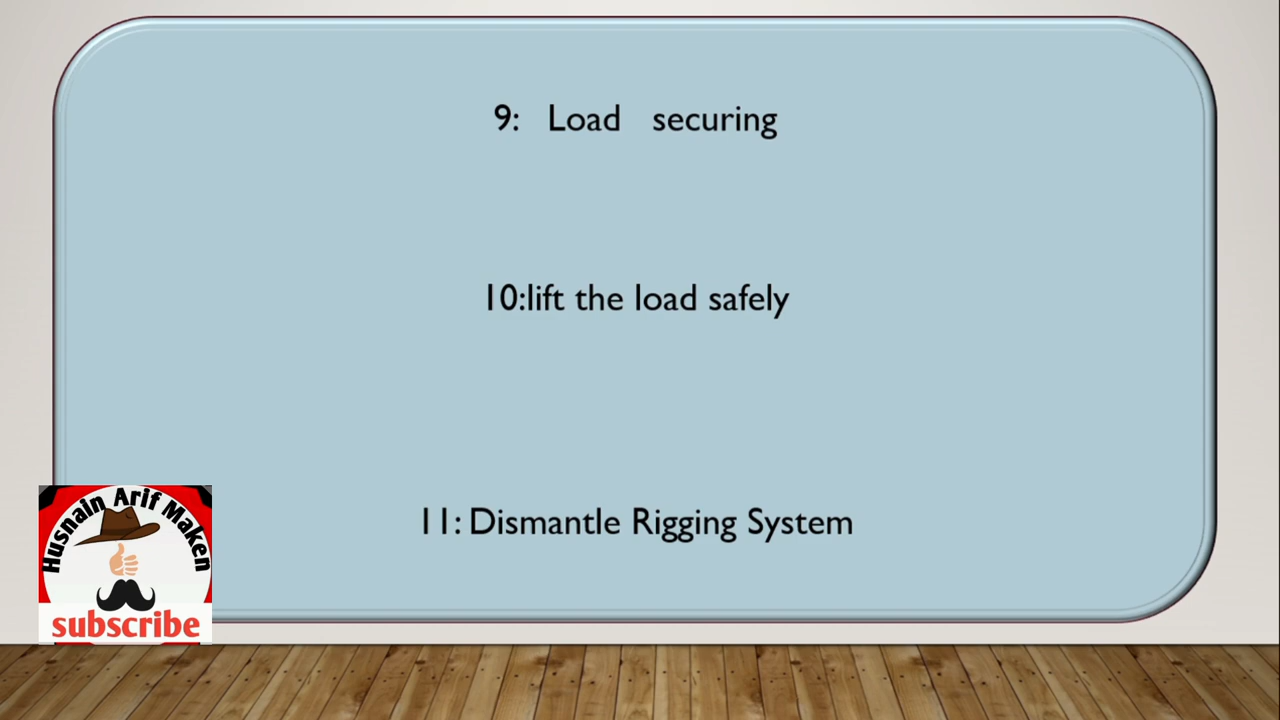 9: Load securing
10:lift the load safely
11: Dismantle Rigging System
Husnain Arif Maken
subscribe